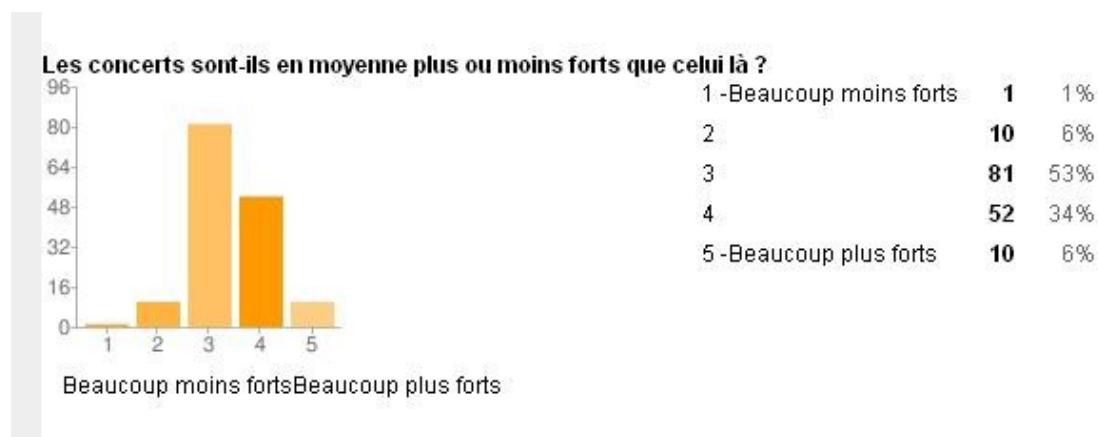 Les concerts sont-ils en moyenne plus ou moins forts que celui là ?
96
80
64
48
32
16
0
1 2 3 4 5
Beaucoup moins fortsBeaucoup plus forts
1 -Beaucoup moins forts 1 1%
2 10 6%
3 81 53%
4 52 34%
5 -Beaucoup plus forts 10 6%